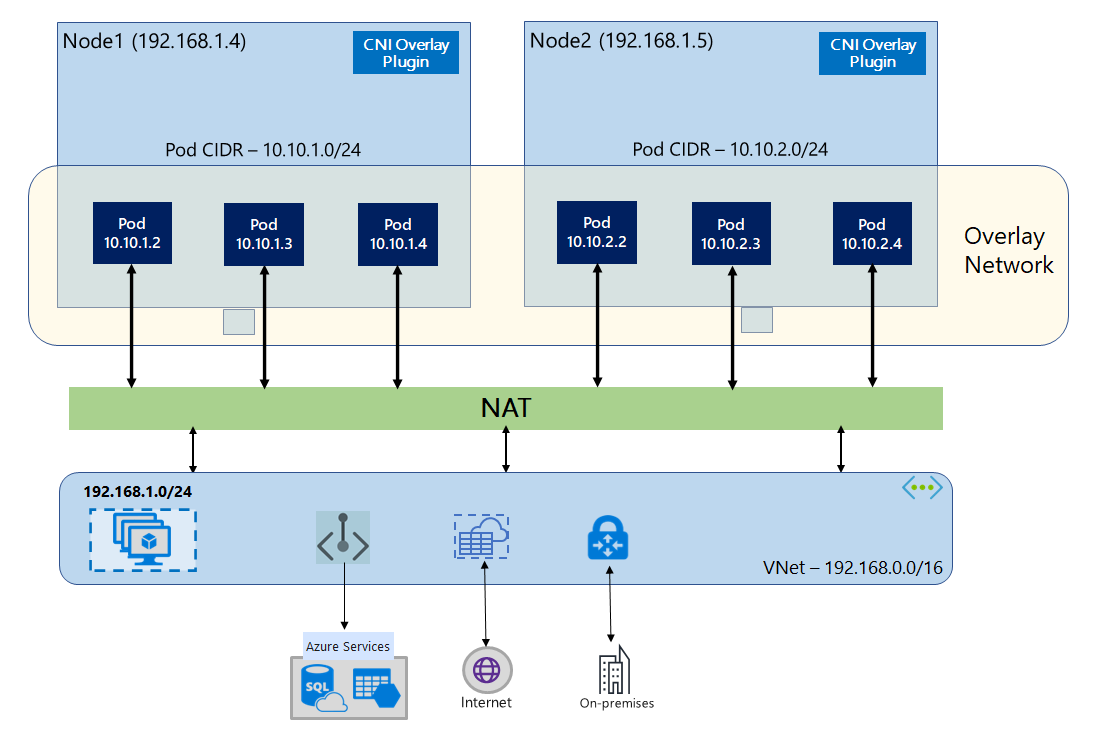 Node1 (192.168.1.4)
CNI Overlay
Plugin
Pod CIDR – 10.10.1.0/24
Node2 (192.168.1.5)
CNI Overlay
Plugin
Pod CIDR – 10.10.2.0/24
Pod
10.10.1.2
Pod
10.10.1.3
Pod
10.10.1.4
Pod
10.10.2.2
Pod
10.10.2.3
Pod
10.10.2.4
Overlay
Network
NAT
192.168.1.0/24
VNet – 192.168.0.0/16
Azure Services
SQL
Internet
On-premises